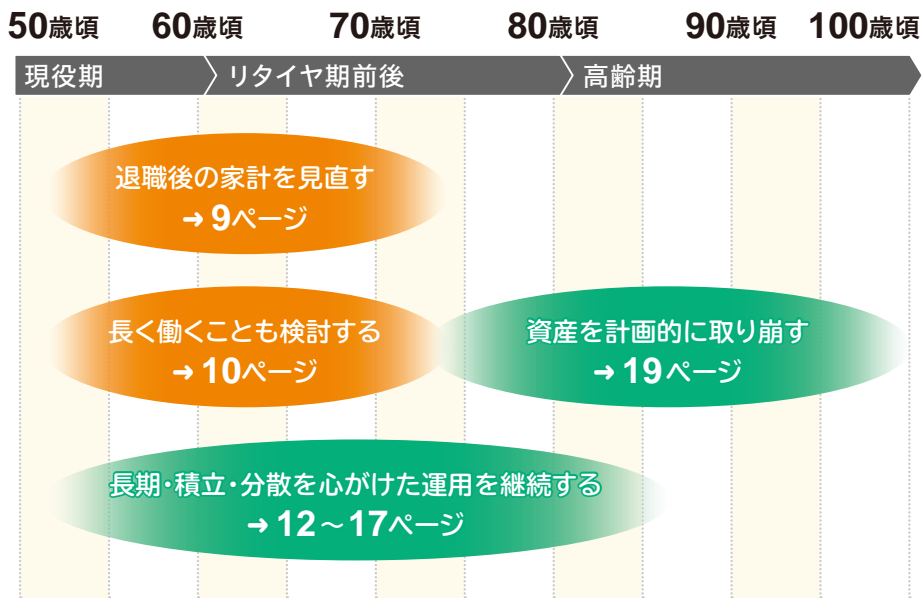 50歳頃 60歳頃 70歳頃 80歳頃 90歳頃 100歳頃
現役期 リタイヤ期前後 高齢期
退職後の家計を見直す
→ 9ページ
長く働くことも検討する
→ 10ページ
資産を計画的に取り崩す
→ 19ページ
長期・積立・分散を心がけた運用を継続する
→ 12～17ページ